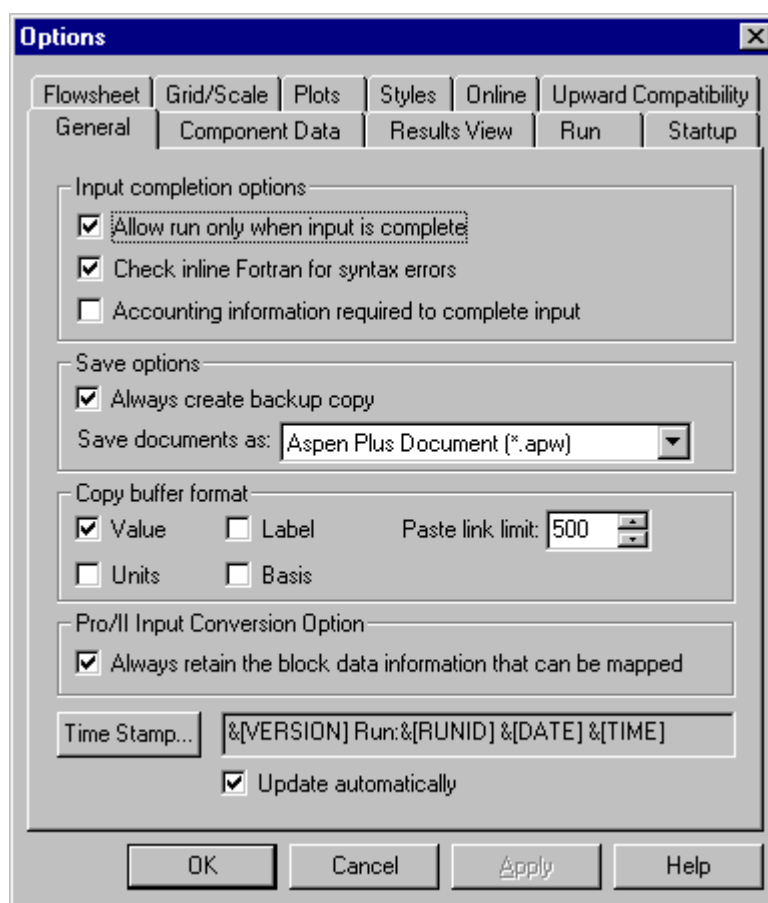 Options
Flowsheet Grid/Scale Plots Styles Online Upward Compatibility
General Component Data Results View Run Startup
Input completion options
Allow run only when input is complete
Check inline Fortran for syntax errors
Accounting information required to complete input
Save options
Always create backup copy
Save documents as: Aspen Plus Document (*.apw)
Copy buffer format
Value Label Paste link limit: 500
Units Basis
Pro/II Input Conversion Option
Always retain the block data information that can be mapped
Time Stamp... &[VERSION] Run:&[RUNID] &[DATE] &[TIME]
Update automatically
OK Cancel Apply Help